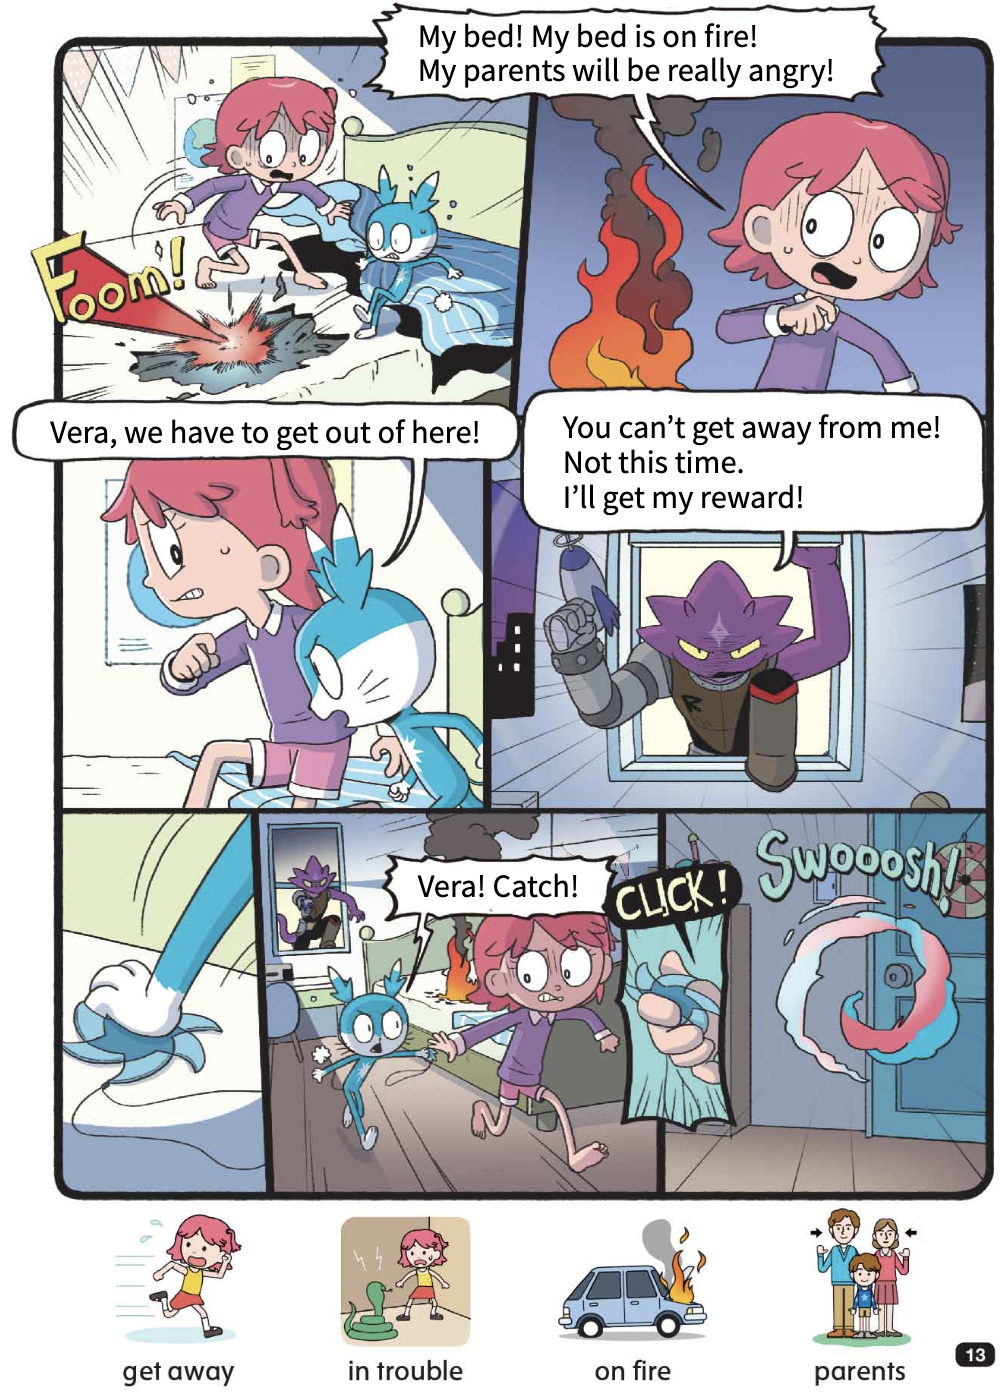 My bed! My bed is on fire!
My parents will be really angry!
Foom!
Vera, we have to get out of here!
You can't get away from me!
Not this time.
I'll get my reward!
R
Vera! Catch!
CLICK!
Swooosh!
get away
in trouble
on fire
parents
13